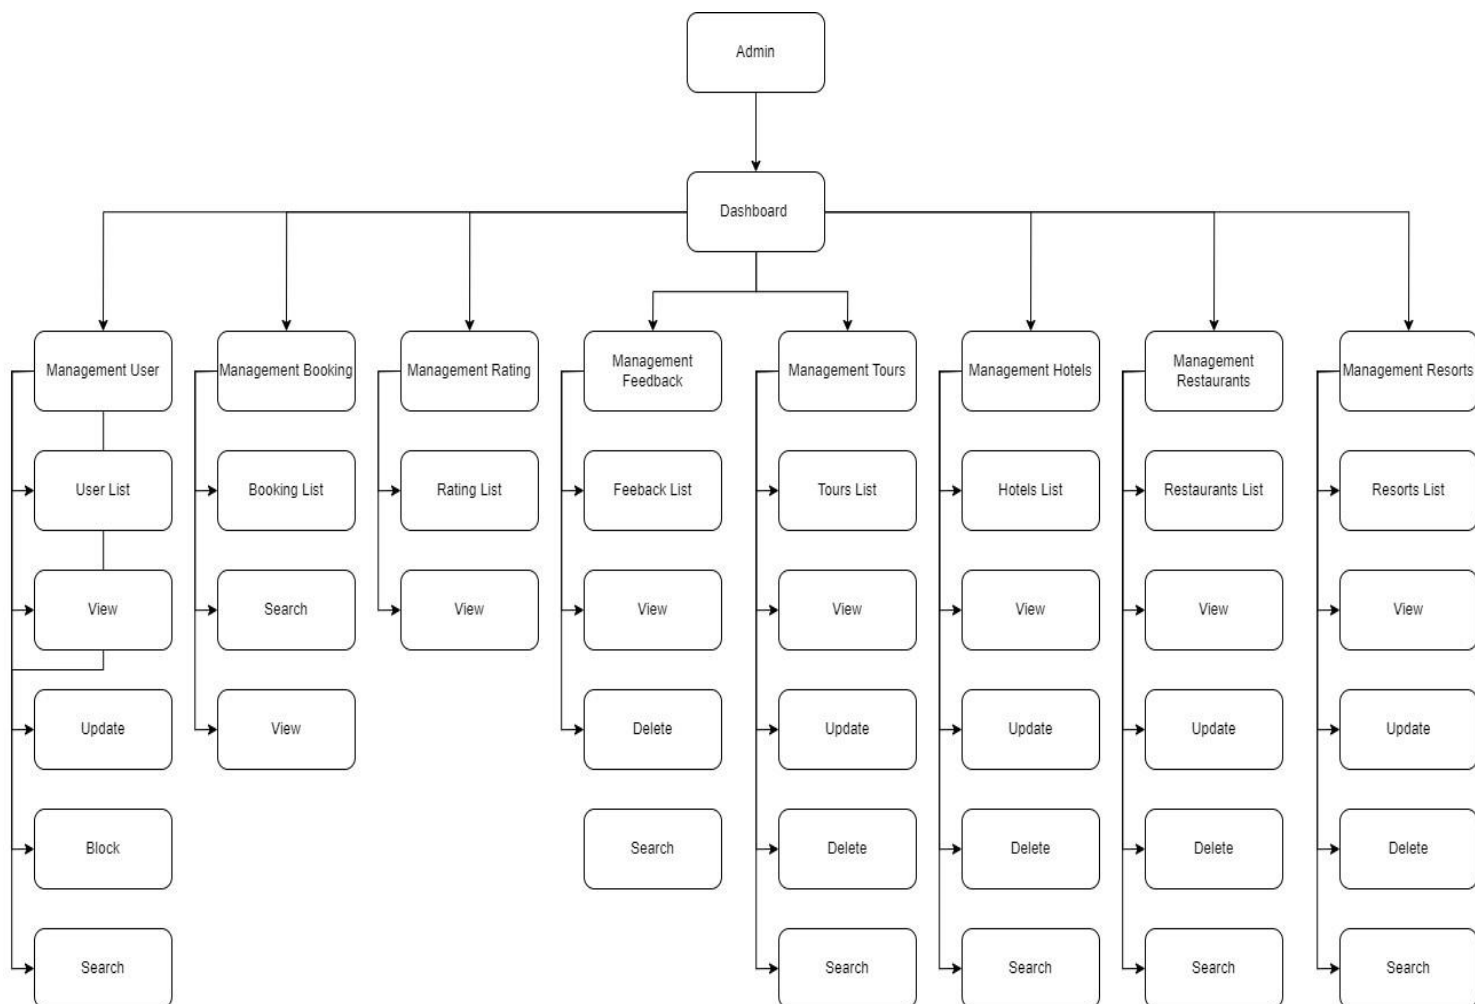 Admin
Dashboard
Management User
Management Booking
Management Rating
Management
Feedback
Management Tours
Management Hotels
Management
Restaurants
Management Resorts
User List
Booking List
Rating List
Feeback List
Tours List
Hotels List
Restaurants List
Resorts List
View
Search
View
View
View
View
View
View
Update
View
Delete
Update
Update
Update
Update
Block
Search
Delete
Delete
Delete
Delete
Search
Search
Search
Search
Search